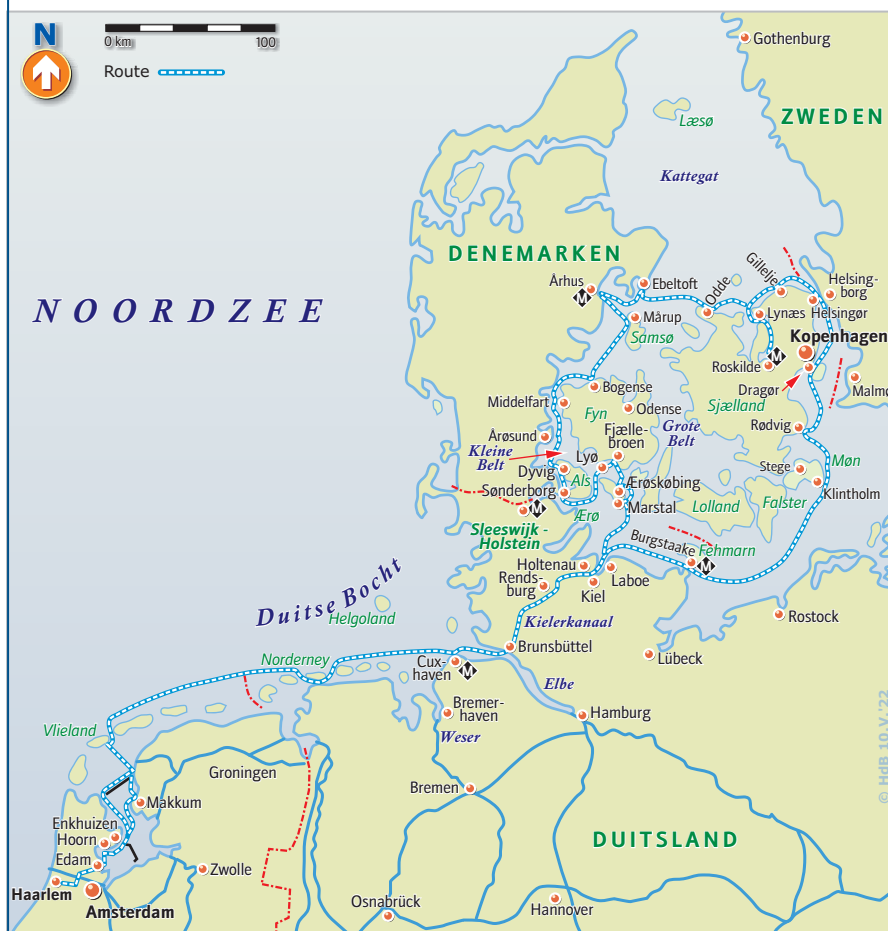 N
0 km 100
Route
Gothenburg
ZWEDEN
Læsø
Kattegat
DENEMARKEN
NOORDZEE
Århus
M
Ebeltoft
Odde
Gilleleje
Helsing-
borg
Mårup
Lynæs
Helsingør
Samsø
Kopenhagen
Roskilde
M
Dragør
Malmø
Bogense
Middelfart
Fyn
Odense
Sjælland
Årøsund
Fjælle-
broen
Grote
Belt
Rødvig
Kleine
Belt
Lyø
Dyvig
Als
Stege
Møn
Sønderborg
Ærøskøbing
Klintholm
M
Ærø
Marstal
Lolland
Falster
Sleeswijk -
Holstein
Burgstaake
Fehmarn
M
Holtenau
Rends-
burg
Laboe
Kiel
Duitse Bocht
Helgoland
Kielerkanaal
Rostock
Brunsbüttel
Lübeck
Norderney
Cux-
haven
M
Elbe
Bremer-
haven
Hamburg
Vlieland
Weser
Groningen
Bremen
Makkum
Enkhuizen
Hoorn
Edam
Zwolle
DUITSLAND
Haarlem
Amsterdam
Osnabrück
Hannover
© HdB 10.V.'22